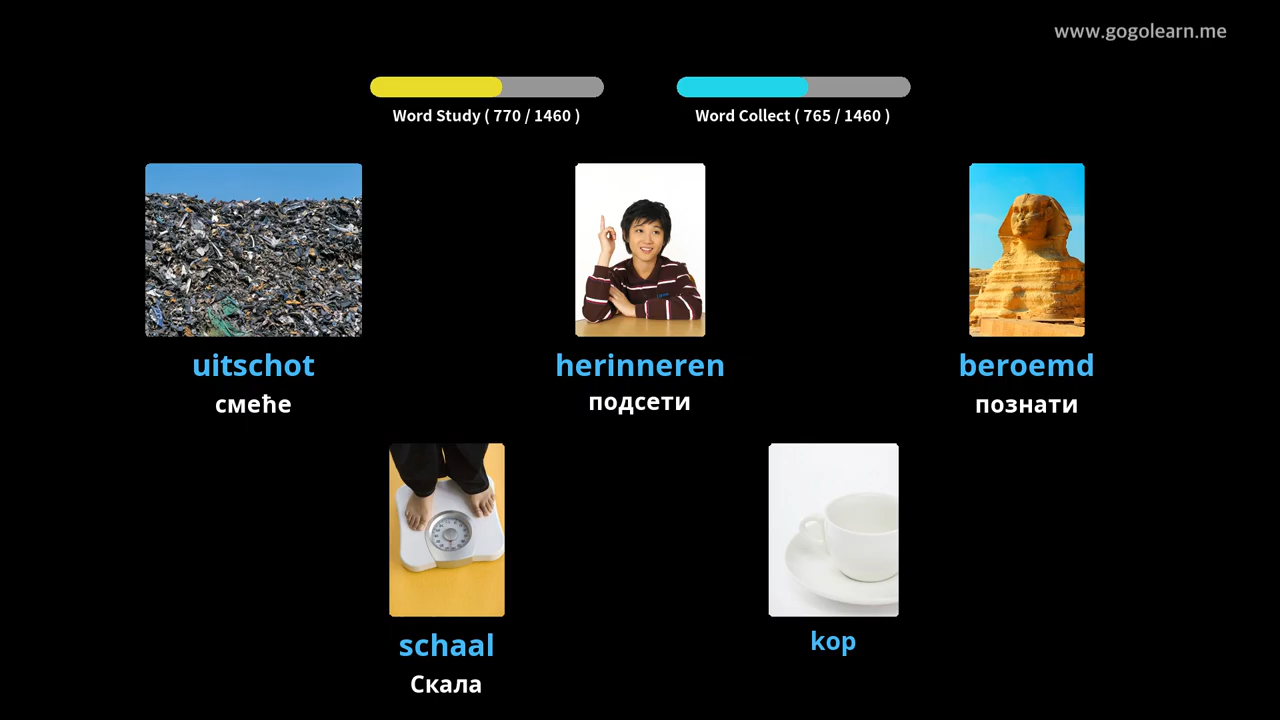 www.gogolearn.me
Word Study ( 770 / 1460 )
Word Collect ( 765 / 1460 )
uitschot
смеће
herinneren
подсети
beroemd
познати
schaal
Скала
kop